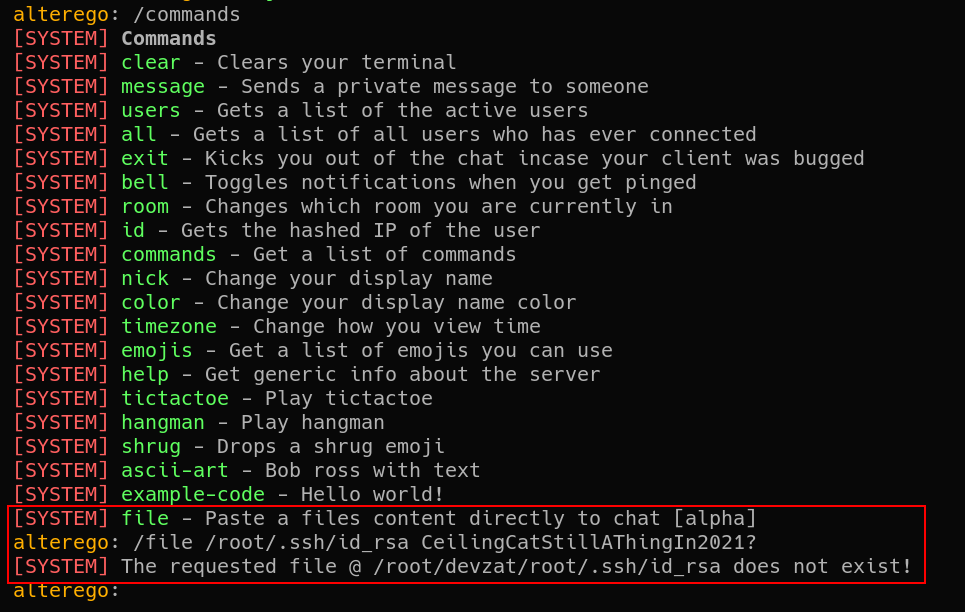 alterego: /commands
[SYSTEM] Commands
[SYSTEM] clear - Clears your terminal
[SYSTEM] message - Sends a private message to someone
[SYSTEM] users - Gets a list of the active users
[SYSTEM] all - Gets a list of all users who has ever connected
[SYSTEM] exit - Kicks you out of the chat incase your client was bugged
[SYSTEM] bell - Toggles notifications when you get pinged
[SYSTEM] room - Changes which room you are currently in
[SYSTEM] id - Gets the hashed IP of the user
[SYSTEM] commands - Get a list of commands
[SYSTEM] nick - Change your display name
[SYSTEM] color - Change your display name color
[SYSTEM] timezone - Change how you view time
[SYSTEM] emojis - Get a list of emojis you can use
[SYSTEM] help - Get generic info about the server
[SYSTEM] tictactoe - Play tictactoe
[SYSTEM] hangman - Play hangman
[SYSTEM] shrug - Drops a shrug emoji
[SYSTEM] ascii-art - Bob ross with text
[SYSTEM] example-code - Hello world!
[SYSTEM] file - Paste a files content directly to chat [alpha]
alterego: /file /root/.ssh/id_rsa CeilingCatStillAThingIn2021?
[SYSTEM] The requested file @ /root/devzat/root/.ssh/id_rsa does not exist!
alterego: